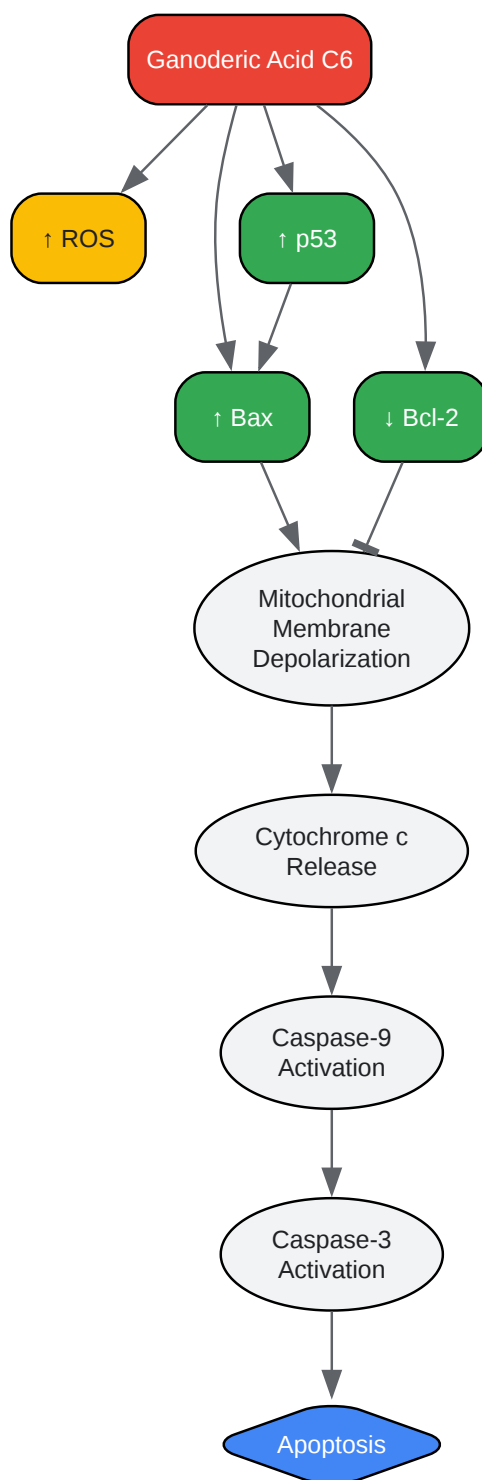 Ganoderic Acid C6
↑ ROS
↑ p53
↑ Bax
↓ Bcl-2
Mitochondrial
Membrane
Depolarization
Cytochrome c
Release
Caspase-9
Activation
Caspase-3
Activation
Apoptosis